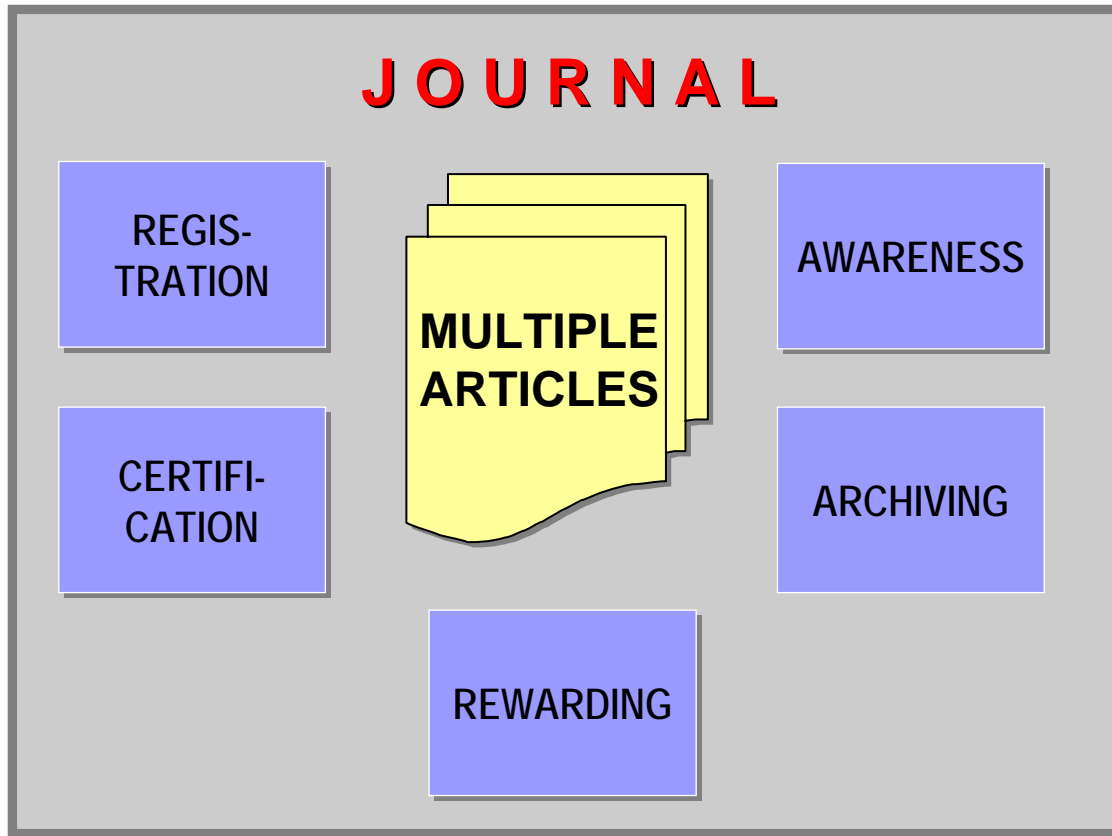 J O U R N A L
REGIS-
TRATION
MULTIPLE
ARTICLES
AWARENESS
CERTIFI-
CATION
ARCHIVING
REWARDING